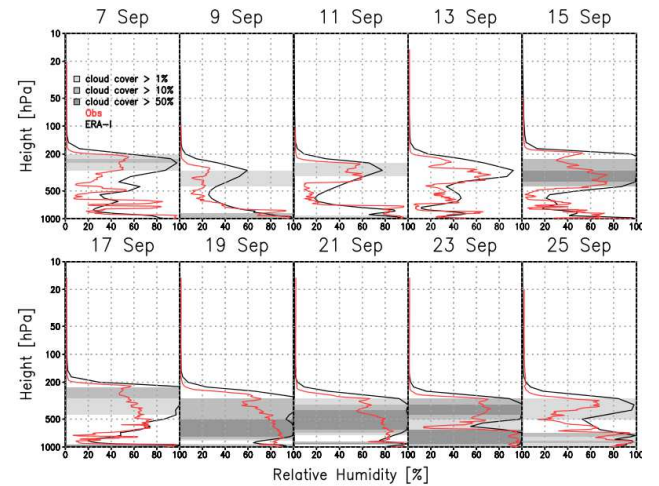 7 Sep 9 Sep 11 Sep 13 Sep 15 Sep
10
20
50
100
200
500
1000
Height [hPa]
cloud cover > 1%
cloud cover > 10%
cloud cover > 50%
Obs
ERA-I
0 20 40 60 80 100 20 40 60 80 100 20 40 60 80 100 20 40 60 80 100 20 40 60 80 100
17 Sep 19 Sep 21 Sep 23 Sep 25 Sep
10
20
50
100
200
500
1000
Height [hPa]
0 20 40 60 80 100 20 40 60 80 100 20 40 60 80 100 20 40 60 80 100 20 40 60 80 100
Relative Humidity [%]